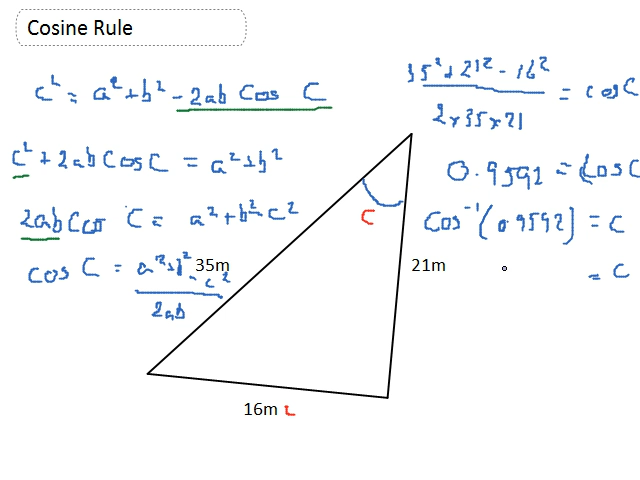 Cosine Rule
c² = a² + b² - 2ab Cos C
c² + 2ab Cos C = a² + b²
2ab Cos C = a² + b² - c²
cos C = (a² + b² - c²) / 2ab
35m
21m
16m c
C
(35² + 21² - 16²) / (2 × 35 × 21) = cos C
0.9592 = Cos C
Cos⁻¹(0.9592) = C
= C